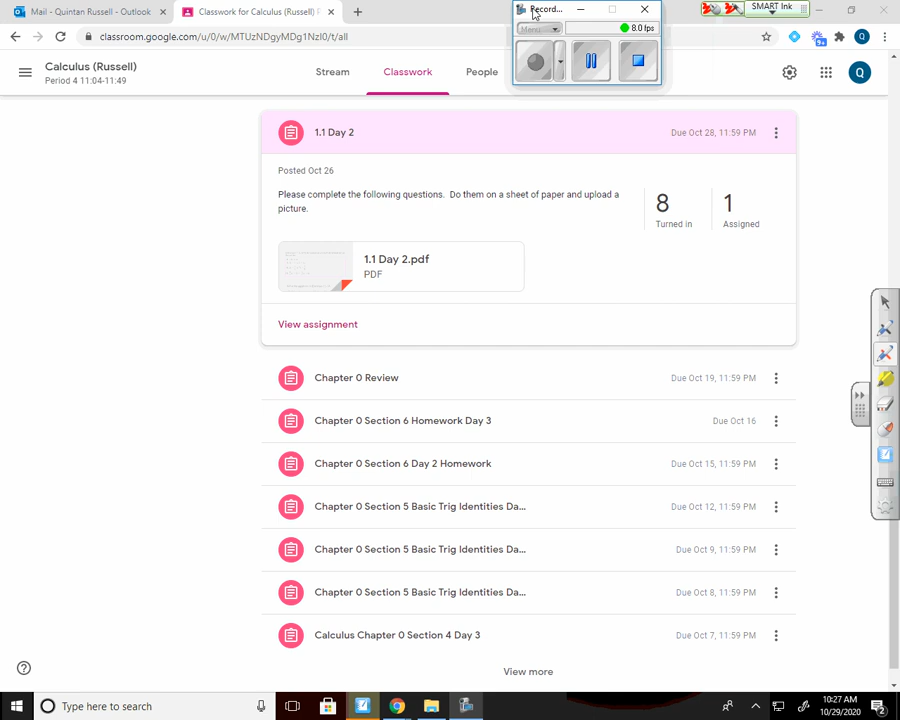 Mail - Quintan Russell - Outlook
Classwork for Calculus (Russell) P
Record...
SMART Ink
classroom.google.com/u/0/w/MTUzNDgyMDg1NzI0/t/all
8.0 fps
Q
Calculus (Russell)
Period 4 11:04-11:49
Stream
Classwork
People
Q
1.1 Day 2
Due Oct 28, 11:59 PM
Posted Oct 26
Please complete the following questions. Do them on a sheet of paper and upload a
picture.
8
Turned in
1
Assigned
1.1 Day 2.pdf
PDF
View assignment
Chapter 0 Review
Due Oct 19, 11:59 PM
Chapter 0 Section 6 Homework Day 3
Due Oct 16
Chapter 0 Section 6 Day 2 Homework
Due Oct 15, 11:59 PM
Chapter 0 Section 5 Basic Trig Identities Da...
Due Oct 12, 11:59 PM
Chapter 0 Section 5 Basic Trig Identities Da...
Due Oct 9, 11:59 PM
Chapter 0 Section 5 Basic Trig Identities Da...
Due Oct 8, 11:59 PM
Calculus Chapter 0 Section 4 Day 3
Due Oct 7, 11:59 PM
View more
Type here to search
10:27 AM
10/29/2020
2